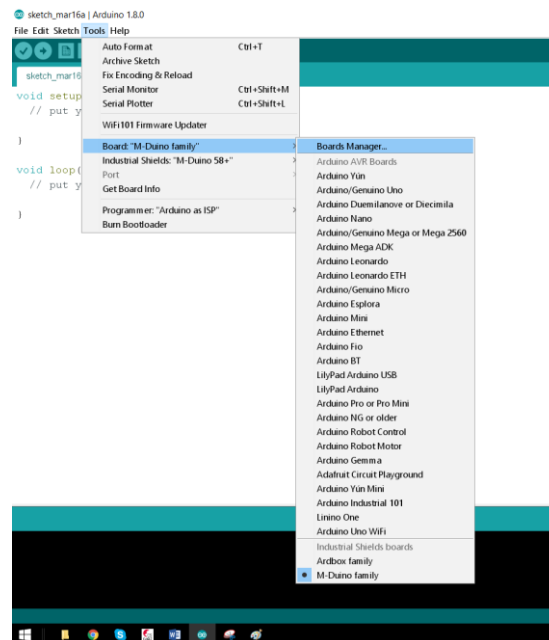 sketch_mar16a | Arduino 1.8.0
File Edit Sketch Tools Help
sketch_mar16
void setup
// put y
}
void loop(
// put y
}
Auto Format Ctrl+T
Archive Sketch
Fix Encoding & Reload
Serial Monitor Ctrl+Shift+M
Serial Plotter Ctrl+Shift+L
WiFi101 Firmware Updater
Board: "M-Duino family"
Industrial Shields: "M-Duino 58+"
Port
Get Board Info
Programmer: "Arduino as ISP"
Burn Bootloader
Boards Manager...
Arduino AVR Boards
Arduino Yún
Arduino/Genuino Uno
Arduino Duemilanove or Diecimila
Arduino Nano
Arduino/Genuino Mega or Mega 2560
Arduino Mega ADK
Arduino Leonardo
Arduino Leonardo ETH
Arduino/Genuino Micro
Arduino Esplora
Arduino Mini
Arduino Ethernet
Arduino Fio
Arduino BT
LilyPad Arduino USB
LilyPad Arduino
Arduino Pro or Pro Mini
Arduino NG or older
Arduino Robot Control
Arduino Robot Motor
Arduino Gemma
Adafruit Circuit Playground
Arduino Yún Mini
Arduino Industrial 101
Linino One
Arduino Uno WiFi
Industrial Shields boards
Ardbox family
M-Duino family